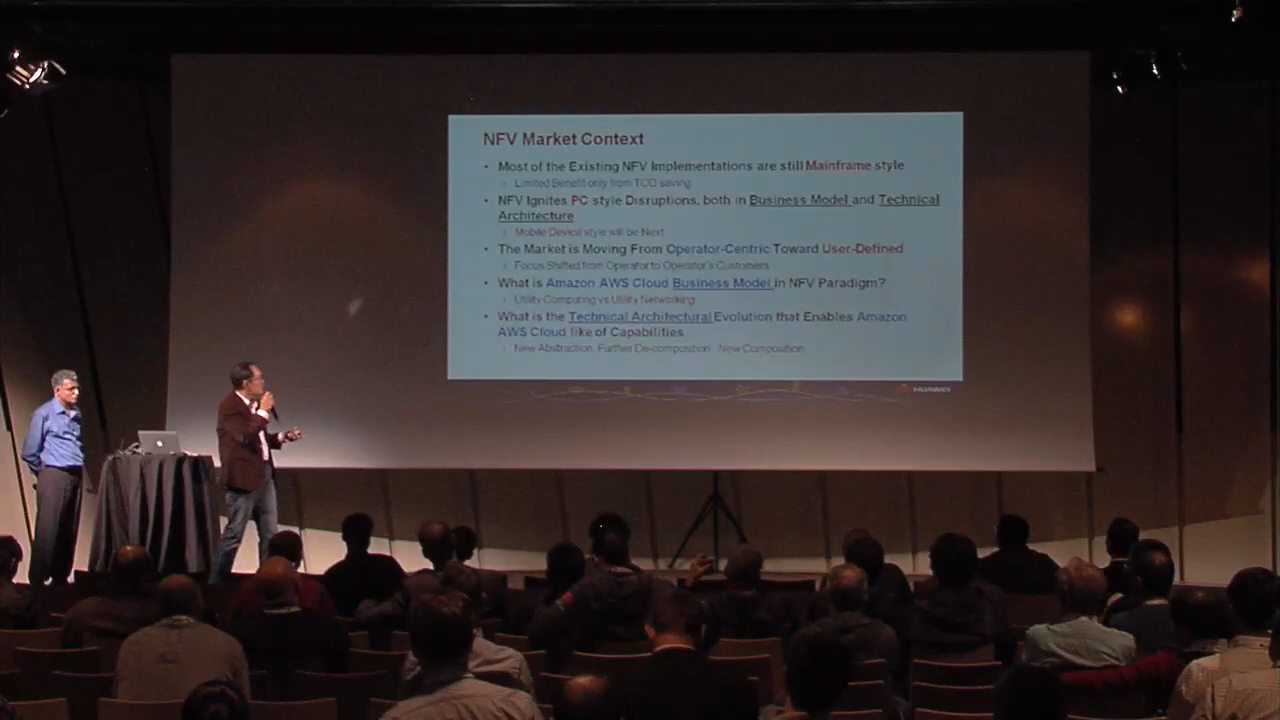 NFV Market Context
• Most of the Existing NFV Implementations are still Mainframe style
› Limited Benefit only from TCO saving
• NFV Ignites PC style Disruptions, both in Business Model and Technical
Architecture
› Mobile Device style will be Next
• The Market is Moving From Operator-Centric Toward User-Defined
› Focus Shifted from Operator to Operator's Customers
• What is Amazon AWS Cloud Business Model in NFV Paradigm?
› Utility Computing vs Utility Networking
• What is the Technical Architectural Evolution that Enables Amazon
AWS Cloud like of Capabilities
› New Abstraction, Further De-composition, New Composition
HUAWEI